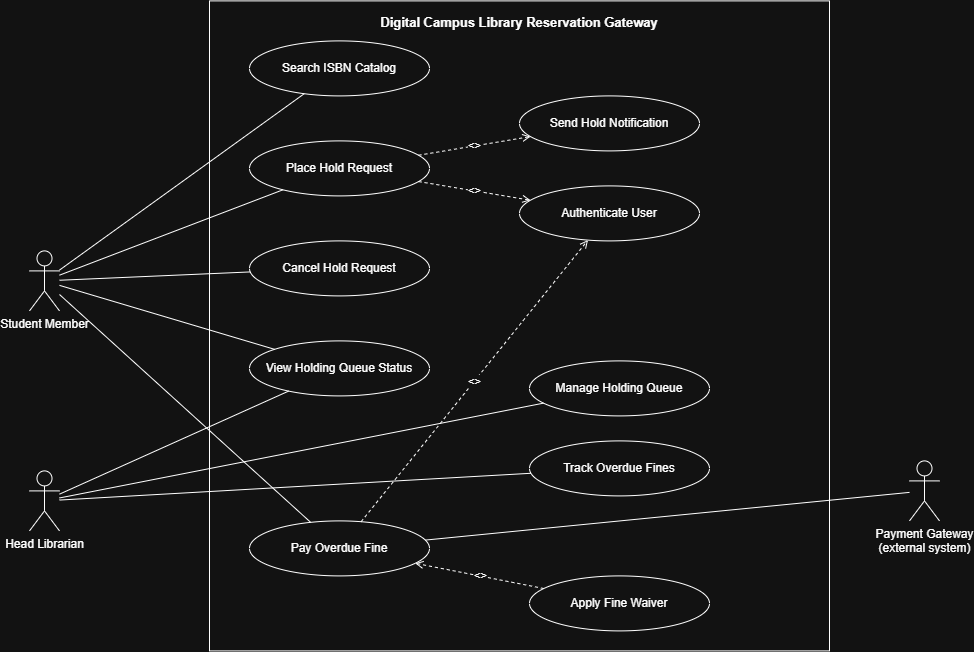 Digital Campus Library Reservation Gateway
Search ISBN Catalog
Send Hold Notification
Place Hold Request
Authenticate User
Cancel Hold Request
Student Member
View Holding Queue Status
Manage Holding Queue
Track Overdue Fines
Head Librarian
Pay Overdue Fine
Payment Gateway
(external system)
Apply Fine Waiver